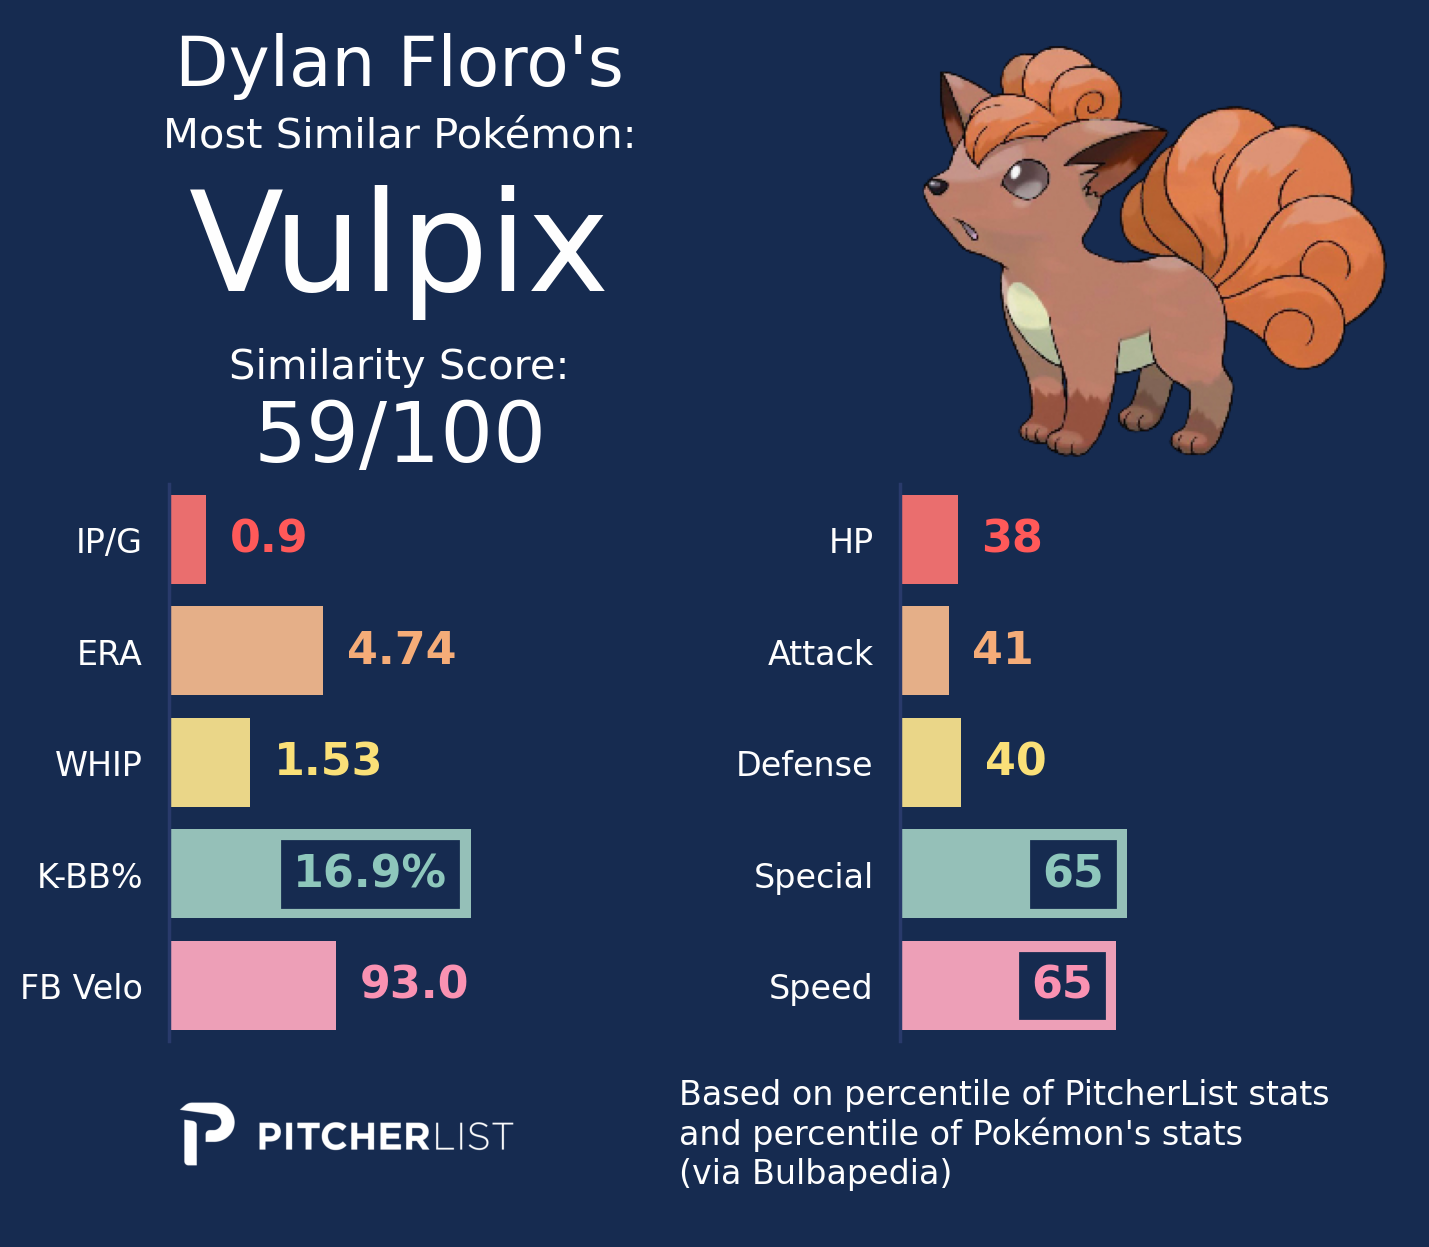 Dylan Floro's
Most Similar Pokémon:
Vulpix
Similarity Score:
59/100
IP/G 0.9
ERA 4.74
WHIP 1.53
K-BB% 16.9%
FB Velo 93.0
HP 38
Attack 41
Defense 40
Special 65
Speed 65
PITCHERLIST
Based on percentile of PitcherList stats
and percentile of Pokémon's stats
(via Bulbapedia)